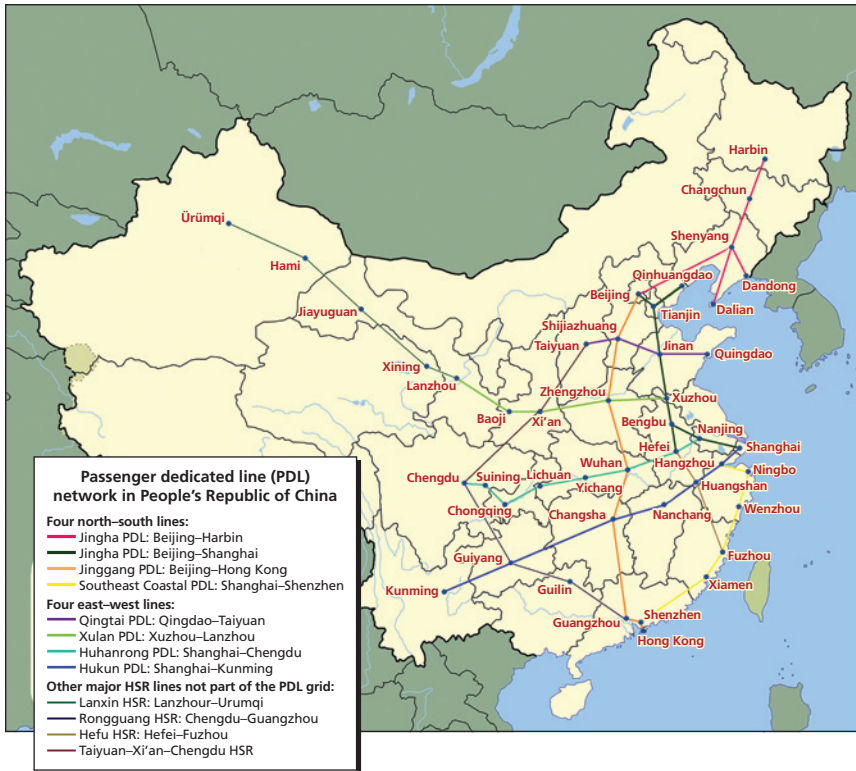 Harbin
Changchun
Shenyang
Ürümqi
Qinhuangdao
Hami
Dandong
Beijing
Dalian
Tianjin
Jiayuguan
Shijiazhuang
Taiyuan
Jinan
Quingdao
Xining
Lanzhou
Zhengzhou
Xuzhou
Baoji
Xi'an
Bengbu
Nanjing
Hefei
Shanghai
Wuhan
Hangzhou
Ningbo
Chengdu
Suining
Lichuan
Yichang
Huangshan
Chongqing
Changsha
Nanchang
Wenzhou
Guiyang
Fuzhou
Kunming
Guilin
Xiamen
Guangzhou
Shenzhen
Hong Kong
Passenger dedicated line (PDL)
network in People's Republic of China
Four north–south lines:
Jingha PDL: Beijing–Harbin
Jingha PDL: Beijing–Shanghai
Jinggang PDL: Beijing–Hong Kong
Southeast Coastal PDL: Shanghai–Shenzhen
Four east–west lines:
Qingtai PDL: Qingdao–Taiyuan
Xulan PDL: Xuzhou–Lanzhou
Huhanrong PDL: Shanghai–Chengdu
Hukun PDL: Shanghai–Kunming
Other major HSR lines not part of the PDL grid:
Lanxin HSR: Lanzhour–Urumqi
Rongguang HSR: Chengdu–Guangzhou
Hefu HSR: Hefei–Fuzhou
Taiyuan–Xi'an–Chengdu HSR